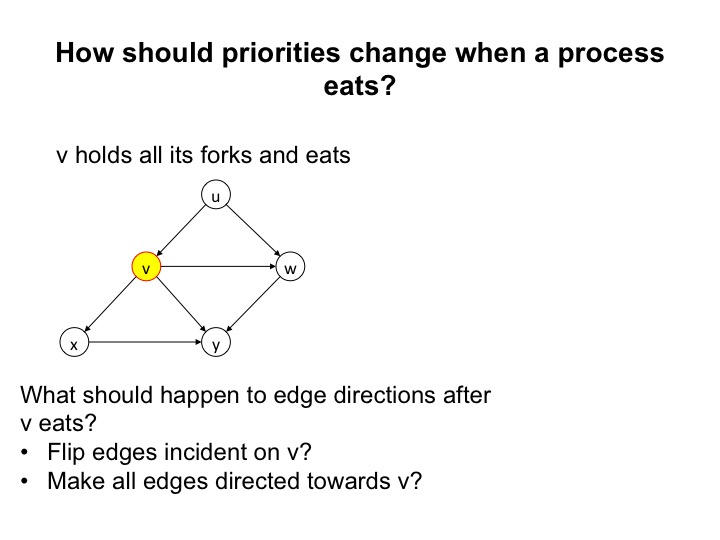 How should priorities change when a process
eats?
v holds all its forks and eats
u
v
w
x
y
What should happen to edge directions after
v eats?
• Flip edges incident on v?
• Make all edges directed towards v?